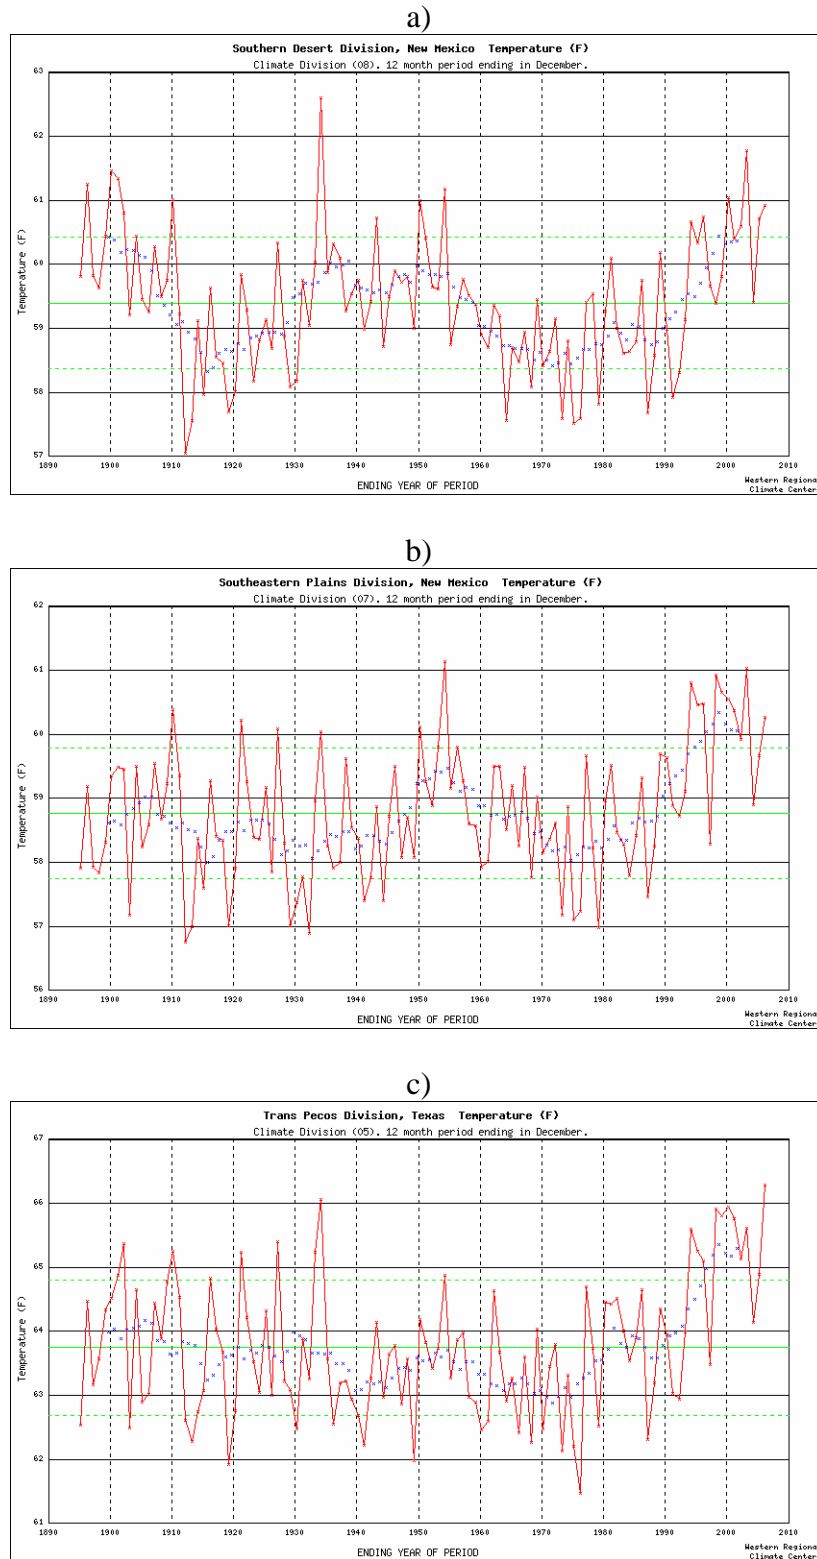 a)
Southern Desert Division, New Mexico Temperature (F)
Climate Division (08). 12 month period ending in December.
63
62
61
60
59
58
57
Temperature (F)
1890 1900 1910 1920 1930 1940 1950 1960 1970 1980 1990 2000 2010
ENDING YEAR OF PERIOD
Western Regional
Climate Center
b)
Southeastern Plains Division, New Mexico Temperature (F)
Climate Division (07). 12 month period ending in December.
62
61
60
59
58
57
56
Temperature (F)
1890 1900 1910 1920 1930 1940 1950 1960 1970 1980 1990 2000 2010
ENDING YEAR OF PERIOD
Western Regional
Climate Center
c)
Trans Pecos Division, Texas Temperature (F)
Climate Division (05). 12 month period ending in December.
67
66
65
64
63
62
61
Temperature (F)
1890 1900 1910 1920 1930 1940 1950 1960 1970 1980 1990 2000 2010
ENDING YEAR OF PERIOD
Western Regional
Climate Center